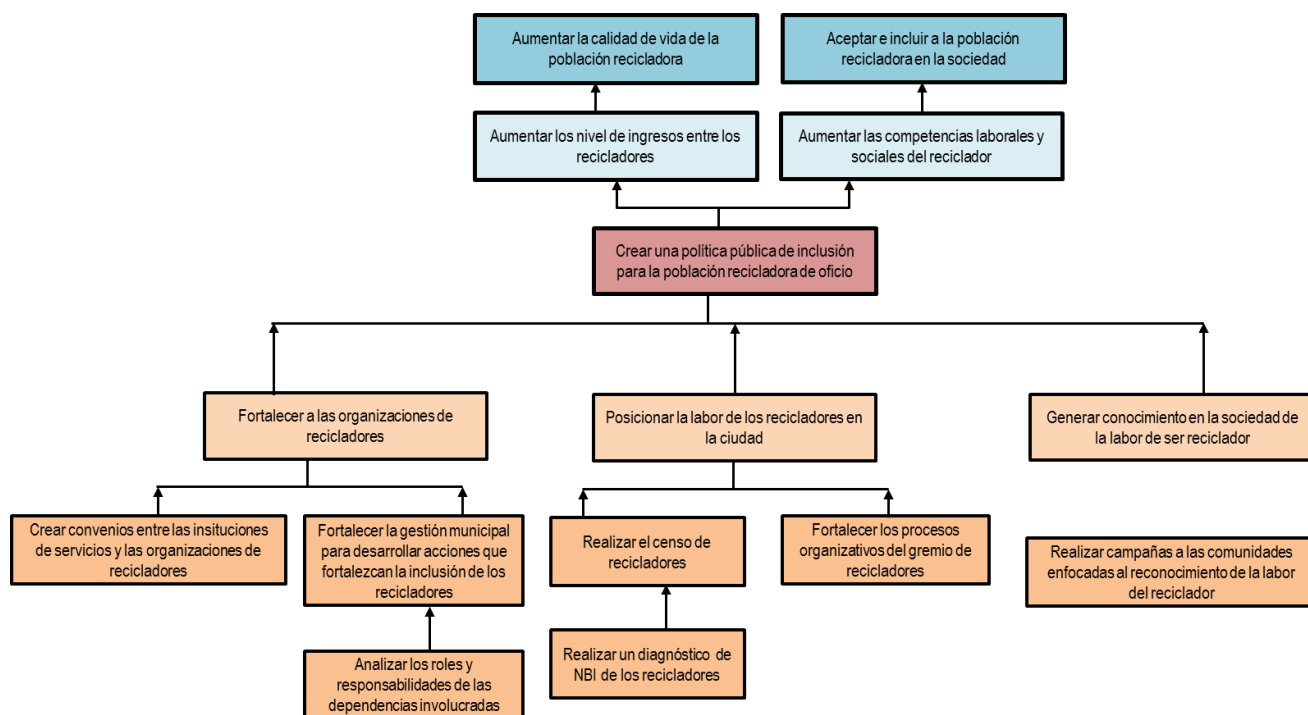 Aumentar la calidad de vida de la
población recicladora
Aceptar e incluir a la población
recicladora en la sociedad
Aumentar los nivel de ingresos entre los
recicladores
Aumentar las competencias laborales y
sociales del reciclador
Crear una política pública de inclusión
para la población recicladora de oficio
Fortalecer a las organizaciones de
recicladores
Posicionar la labor de los recicladores en
la ciudad
Generar conocimiento en la sociedad de
la labor de ser reciclador
Crear convenios entre las insituciones
de servicios y las organizaciones de
recicladores
Fortalecer la gestión municipal
para desarrollar acciones que
fortalezcan la inclusión de los
recicladores
Realizar el censo de
recicladores
Fortalecer los procesos
organizativos del gremio de
recicladores
Realizar campañas a las comunidades
enfocadas al reconocimiento de la labor
del reciclador
Analizar los roles y
responsabilidades de las
dependencias involucradas
Realizar un diagnóstico de
NBI de los recicladores